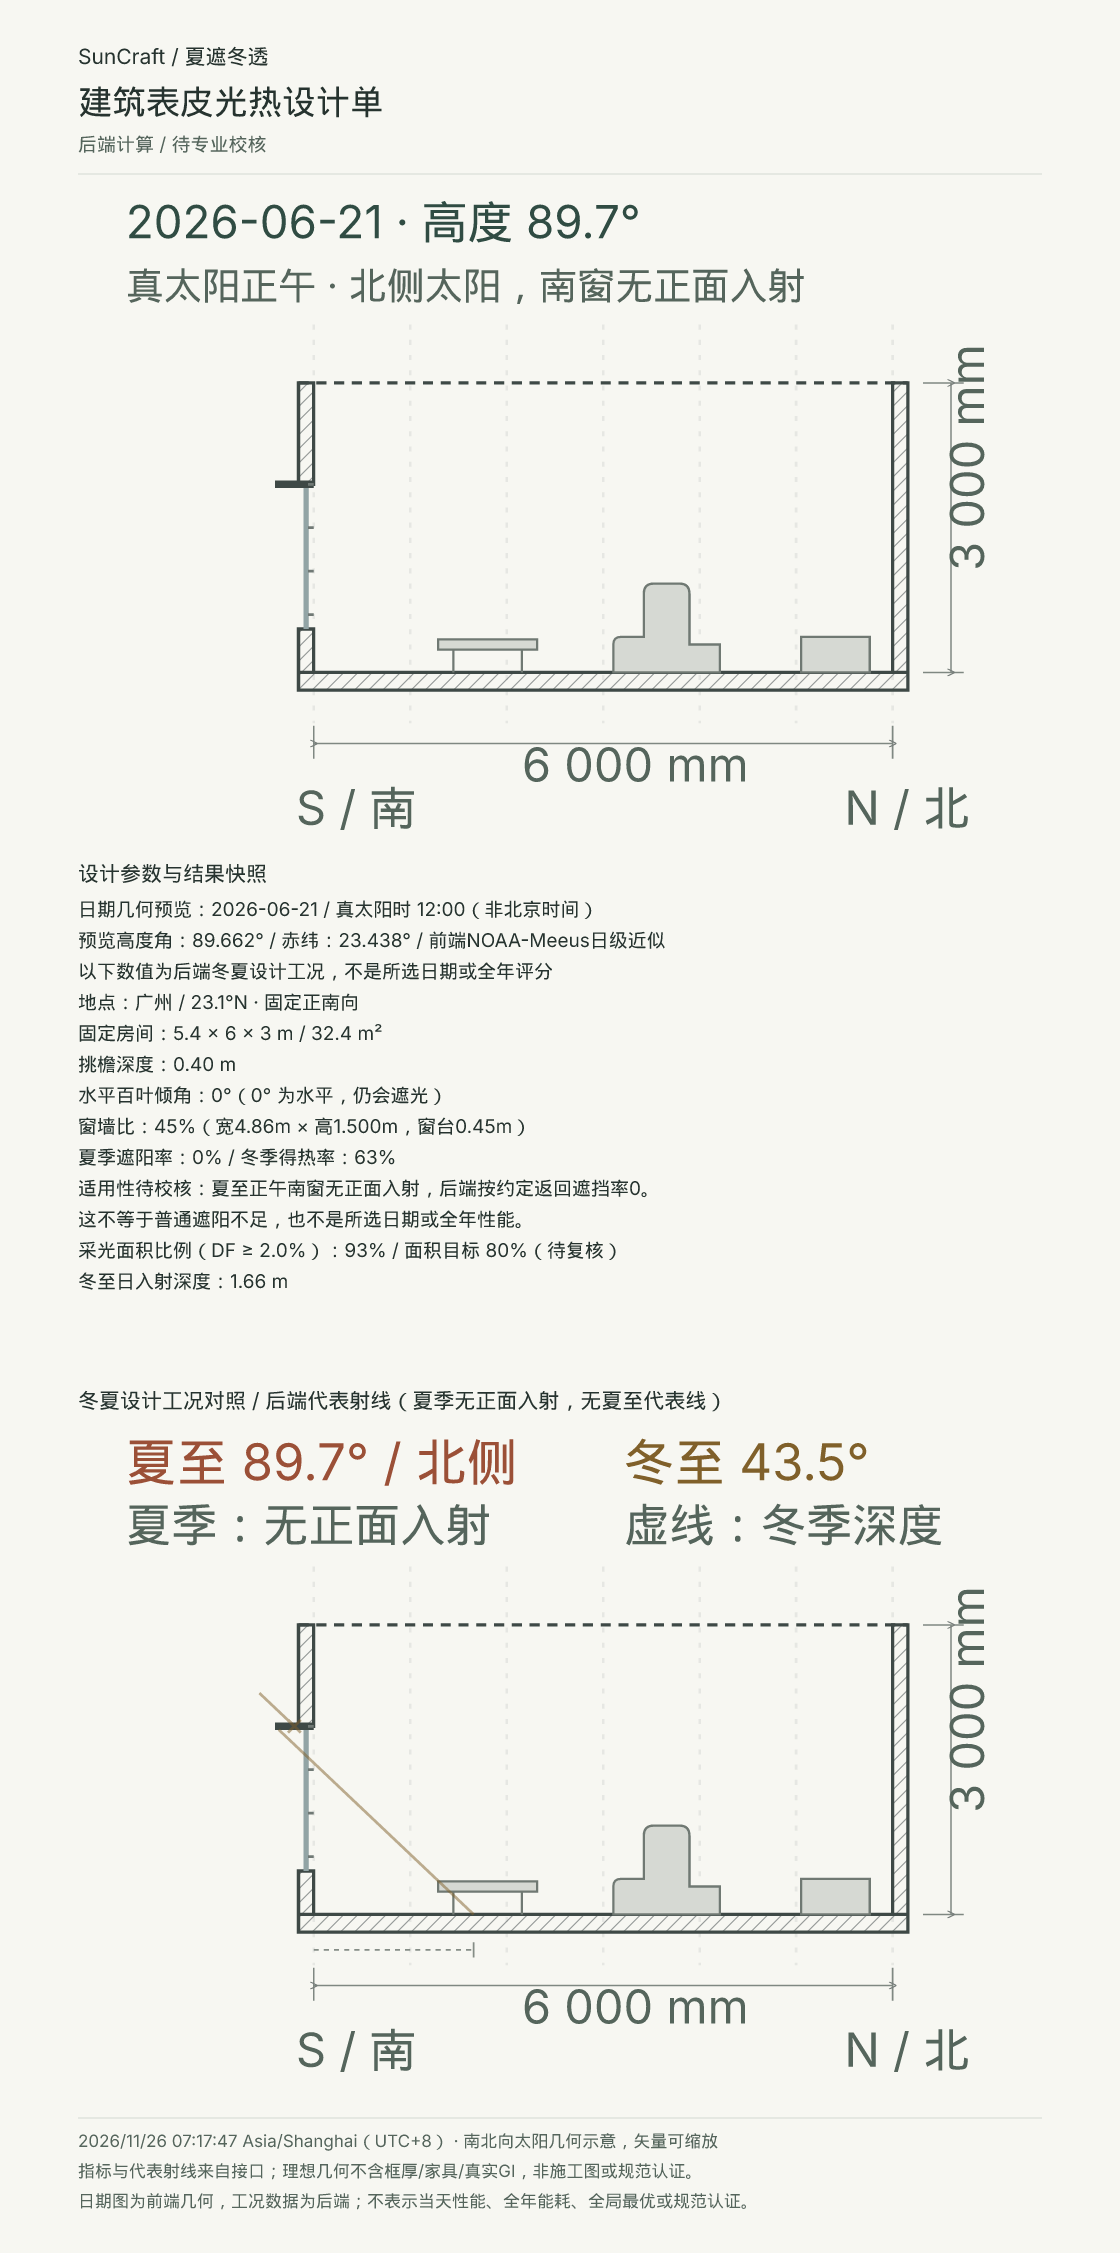 SunCraft / 夏遮冬透
建筑表皮光热设计单
后端计算 / 待专业校核
2026-06-21 · 高度 89.7°
真太阳正午 · 北侧太阳，南窗无正面入射
3 000 mm
6 000 mm
S / 南
N / 北
设计参数与结果快照
日期几何预览：2026-06-21 / 真太阳时 12:00（非北京时间）
预览高度角：89.662° / 赤纬：23.438° / 前端NOAA-Meeus日级近似
以下数值为后端冬夏设计工况，不是所选日期或全年评分
地点：广州 / 23.1°N · 固定正南向
固定房间：5.4 × 6 × 3 m / 32.4 m²
挑檐深度：0.40 m
水平百叶倾角：0°（0° 为水平，仍会遮光）
窗墙比：45%（宽4.86m × 高1.500m，窗台0.45m）
夏季遮阳率：0% / 冬季得热率：63%
适用性待校核：夏至正午南窗无正面入射，后端按约定返回遮挡率0。
这不等于普通遮阳不足，也不是所选日期或全年性能。
采光面积比例（DF ≥ 2.0%）：93% / 面积目标 80%（待复核）
冬至日入射深度：1.66 m
冬夏设计工况对照 / 后端代表射线（夏季无正面入射，无夏至代表线）
夏至 89.7° / 北侧
冬至 43.5°
夏季：无正面入射
虚线：冬季深度
3 000 mm
6 000 mm
S / 南
N / 北
2026/11/26 07:17:47 Asia/Shanghai（UTC+8）· 南北向太阳几何示意，矢量可缩放
指标与代表射线来自接口；理想几何不含框厚/家具/真实GI，非施工图或规范认证。
日期图为前端几何，工况数据为后端；不表示当天性能、全年能耗、全局最优或规范认证。